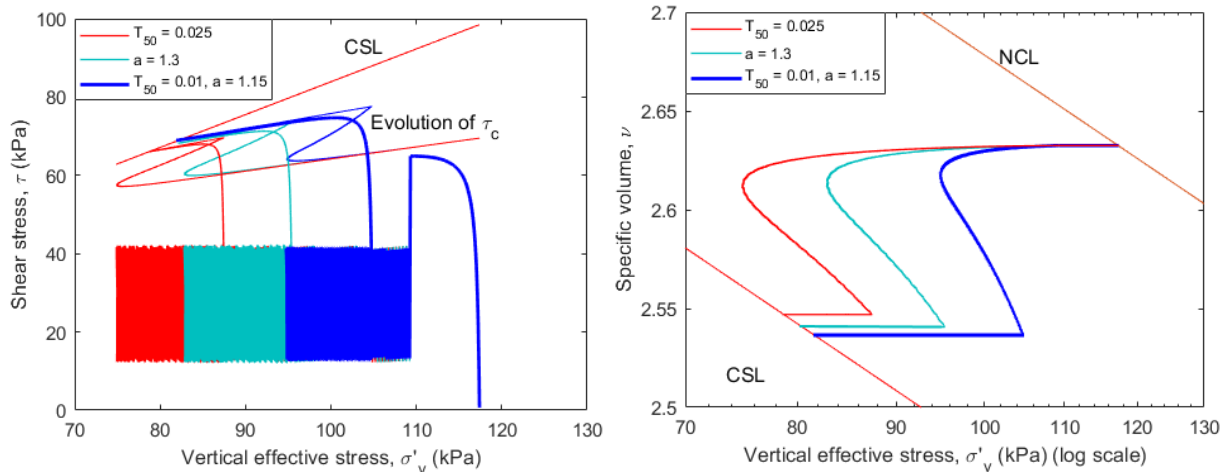 T50 = 0.025
a = 1.3
T50 = 0.01, a = 1.15
CSL
Evolution of τc
100
80
60
40
20
0
70
80
90
100
110
120
130
Shear stress, τ (kPa)
Vertical effective stress, σ'v (kPa)
T50 = 0.025
a = 1.3
T50 = 0.01, a = 1.15
NCL
CSL
2.7
2.65
2.6
2.55
2.5
70
80
90
100
110
120
130
Specific volume, ν
Vertical effective stress, σ'v (kPa) (log scale)